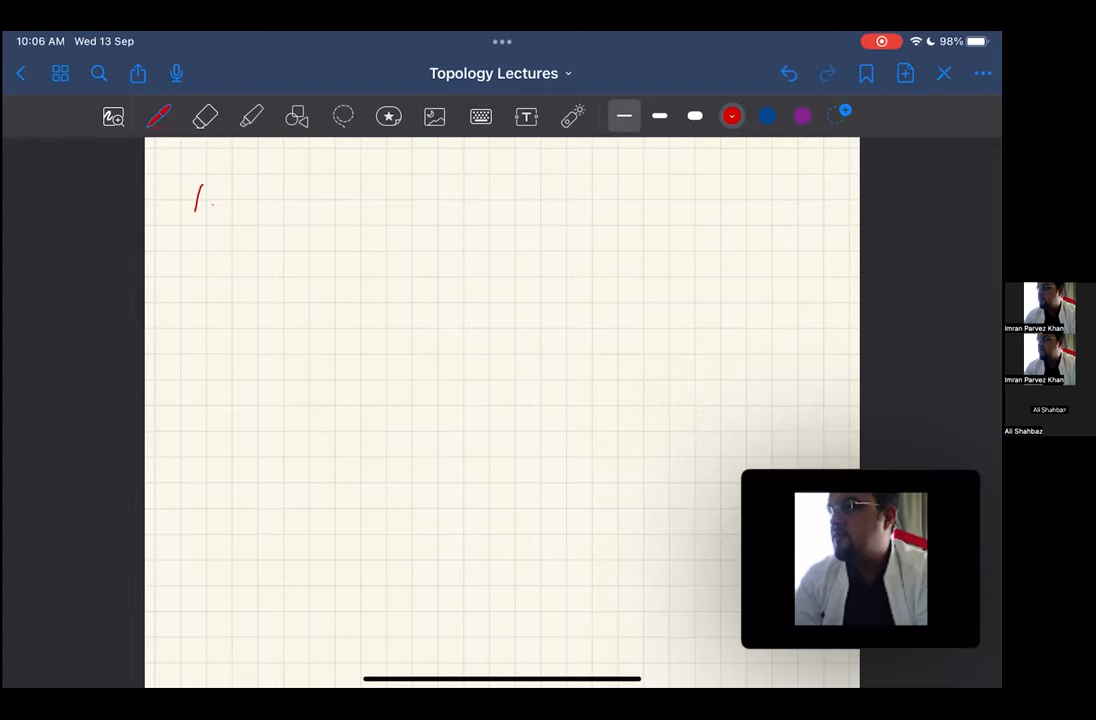 10:06 AM Wed 13 Sep
98%
Topology Lectures
T
Imran Parvez Khan
Imran Parvez Khan
Ali Shahbaz
Ali Shahbaz